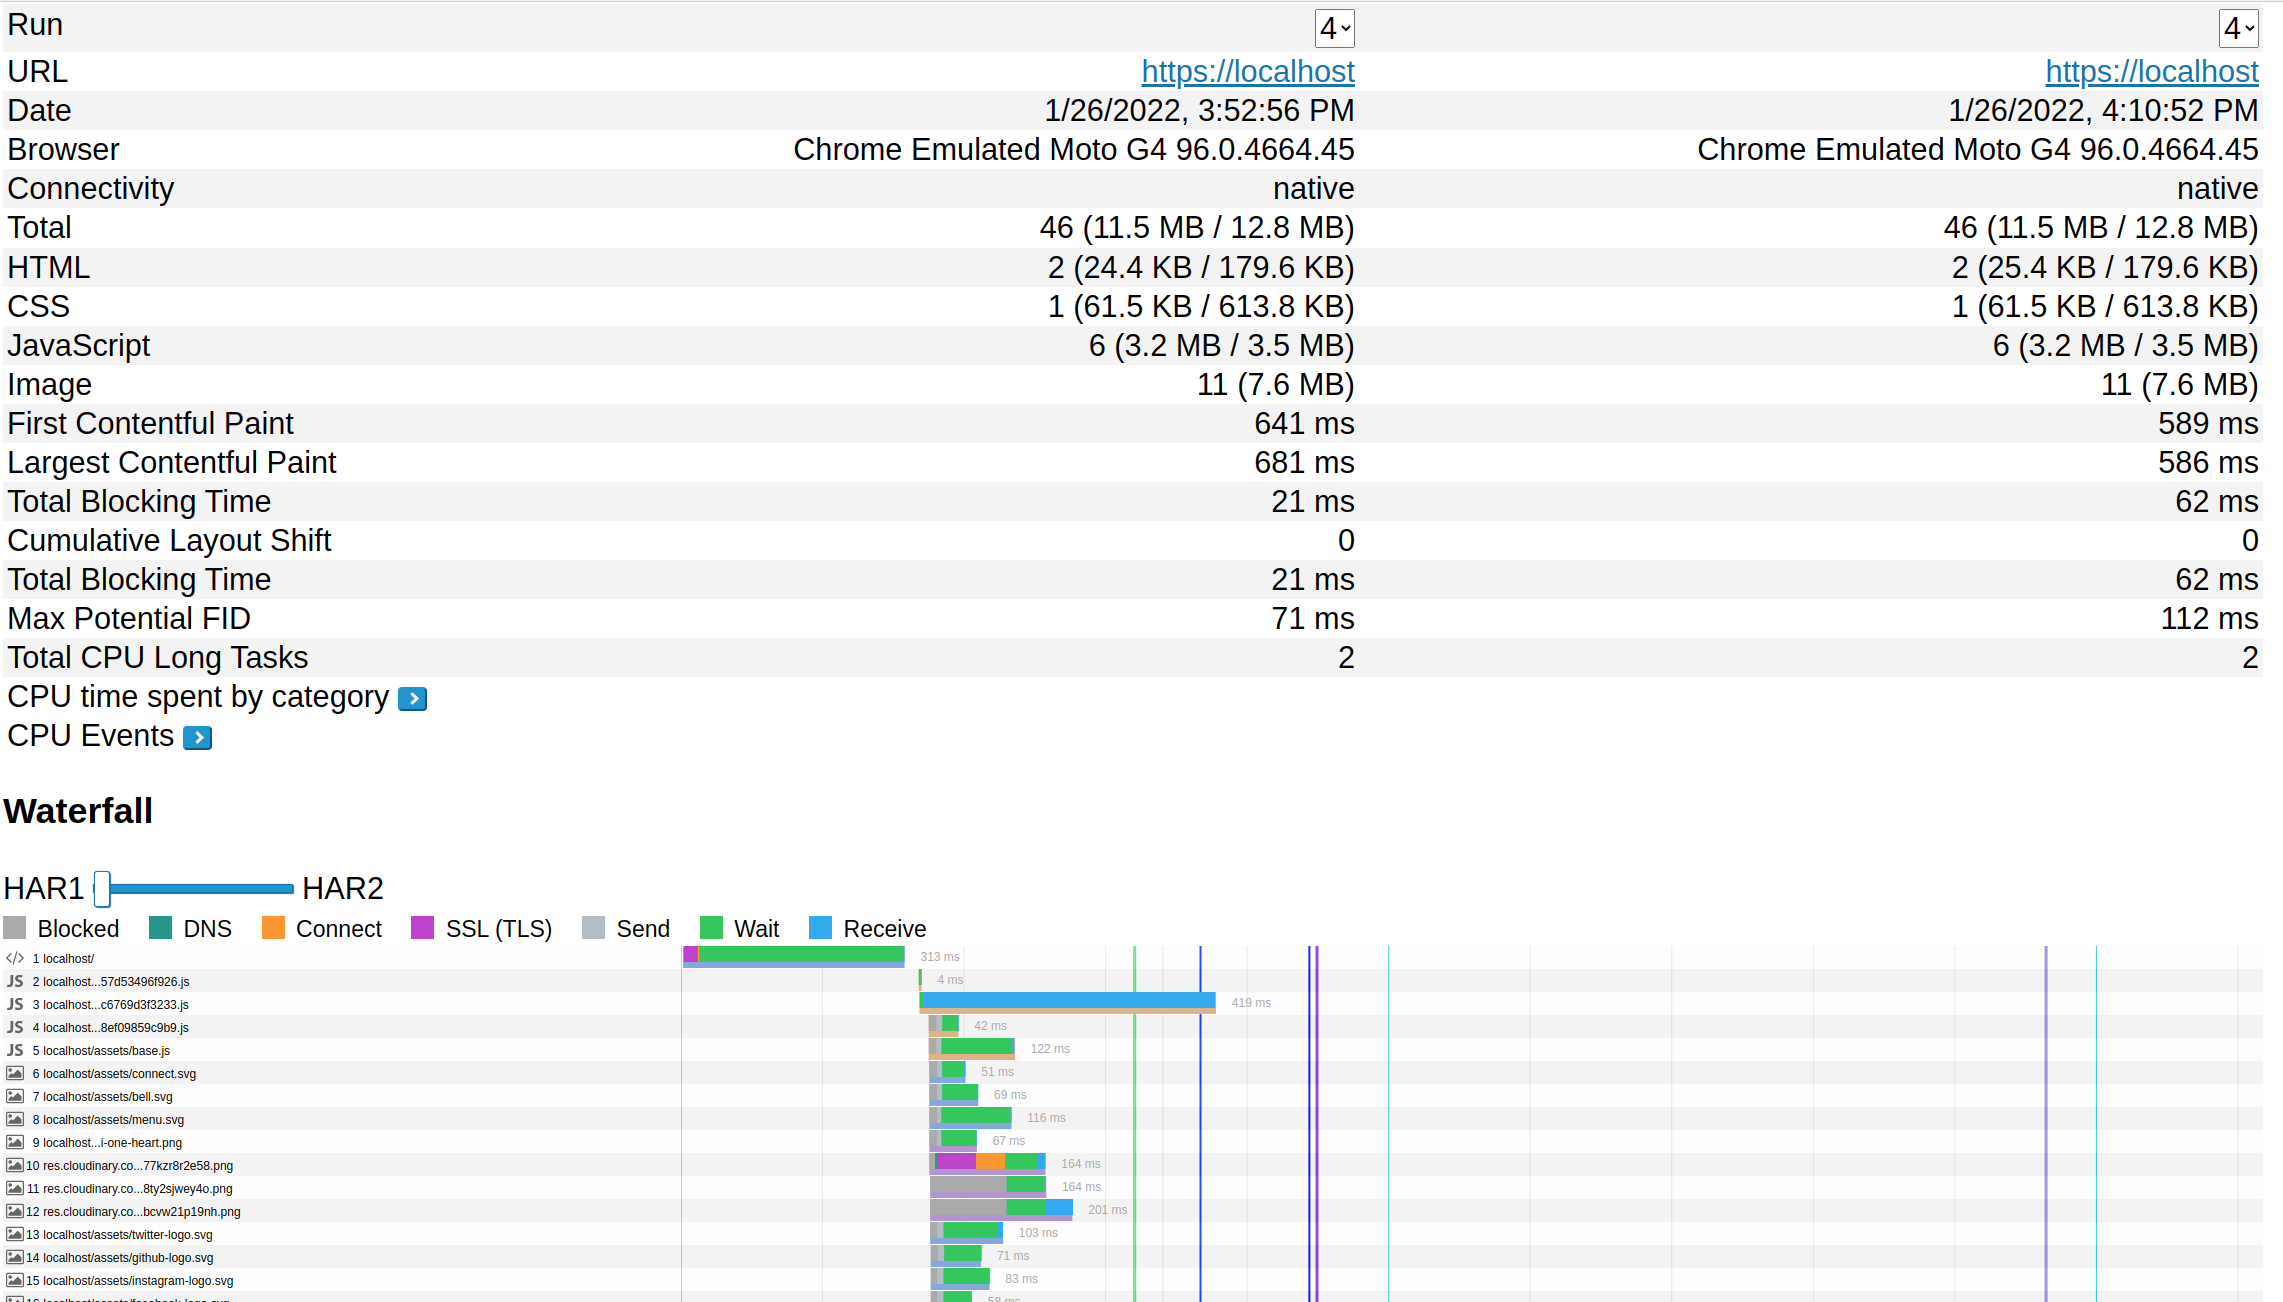 Run 4 4
URL https://localhost https://localhost
Date 1/26/2022, 3:52:56 PM 1/26/2022, 4:10:52 PM
Browser Chrome Emulated Moto G4 96.0.4664.45 Chrome Emulated Moto G4 96.0.4664.45
Connectivity native native
Total 46 (11.5 MB / 12.8 MB) 46 (11.5 MB / 12.8 MB)
HTML 2 (24.4 KB / 179.6 KB) 2 (25.4 KB / 179.6 KB)
CSS 1 (61.5 KB / 613.8 KB) 1 (61.5 KB / 613.8 KB)
JavaScript 6 (3.2 MB / 3.5 MB) 6 (3.2 MB / 3.5 MB)
Image 11 (7.6 MB) 11 (7.6 MB)
First Contentful Paint 641 ms 589 ms
Largest Contentful Paint 681 ms 586 ms
Total Blocking Time 21 ms 62 ms
Cumulative Layout Shift 0 0
Total Blocking Time 21 ms 62 ms
Max Potential FID 71 ms 112 ms
Total CPU Long Tasks 2 2
CPU time spent by category
CPU Events
Waterfall
HAR1 HAR2
Blocked DNS Connect SSL (TLS) Send Wait Receive
</> 1 localhost/ 313 ms
JS 2 localhost...57d53496f926.js 4 ms
JS 3 localhost...c6769d3f3233.js 419 ms
JS 4 localhost...8ef09859c9b9.js 42 ms
JS 5 localhost/assets/base.js 122 ms
6 localhost/assets/connect.svg 51 ms
7 localhost/assets/bell.svg 69 ms
8 localhost/assets/menu.svg 116 ms
9 localhost...i-one-heart.png 67 ms
10 res.cloudinary.co...77kzr8r2e58.png 164 ms
11 res.cloudinary.co...8ty2sjwey4o.png 164 ms
12 res.cloudinary.co...bcvw21p19nh.png 201 ms
13 localhost/assets/twitter-logo.svg 103 ms
14 localhost/assets/github-logo.svg 71 ms
15 localhost/assets/instagram-logo.svg 83 ms
16 localhost/assets/facebook-logo.svg 58 ms